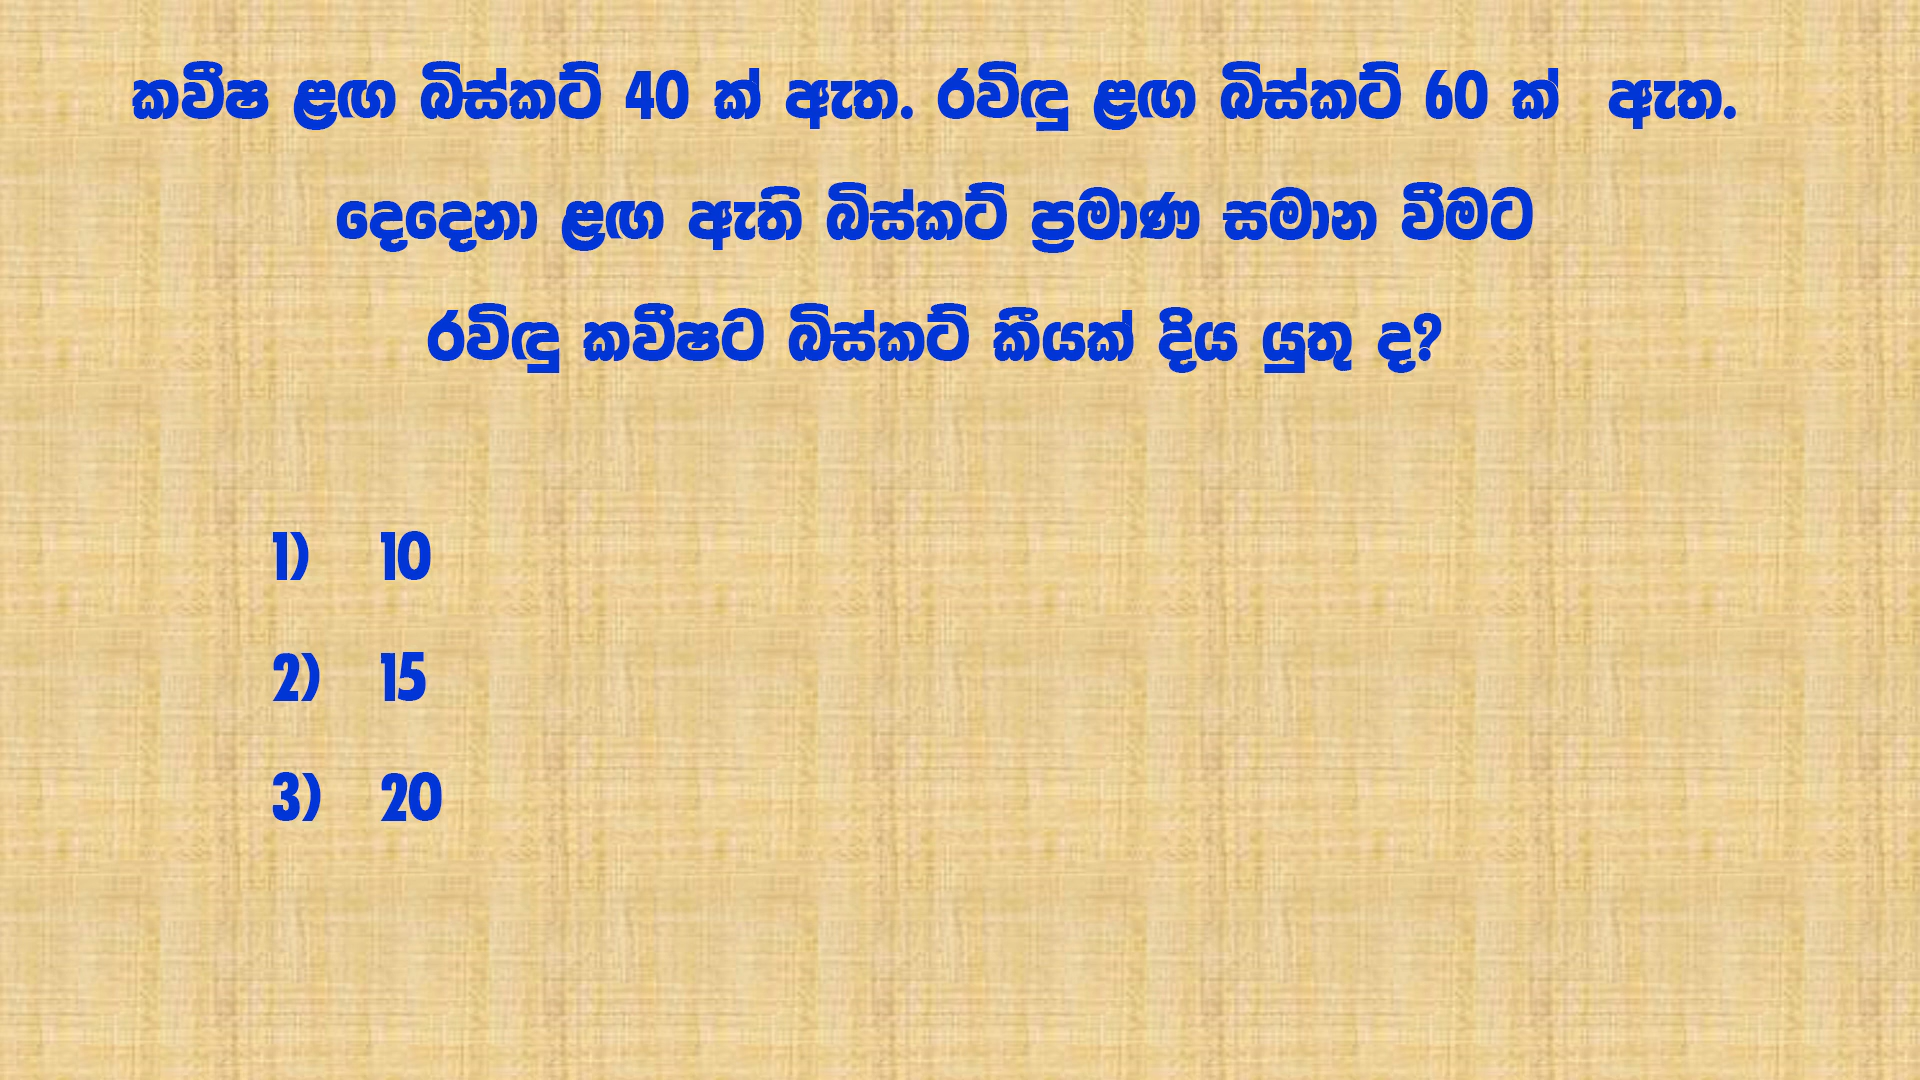 කවීෂ ළඟ බිස්කට් 40 ක් ඇත. රවිඳු ළඟ බිස්කට් 60 ක් ඇත.
දෙදෙනා ළඟ ඇති බිස්කට් ප්‍රමාණ සමාන වීමට
රවිඳු කවීෂට බිස්කට් කීයක් දිය යුතු ද?
1) 10
2) 15
3) 20